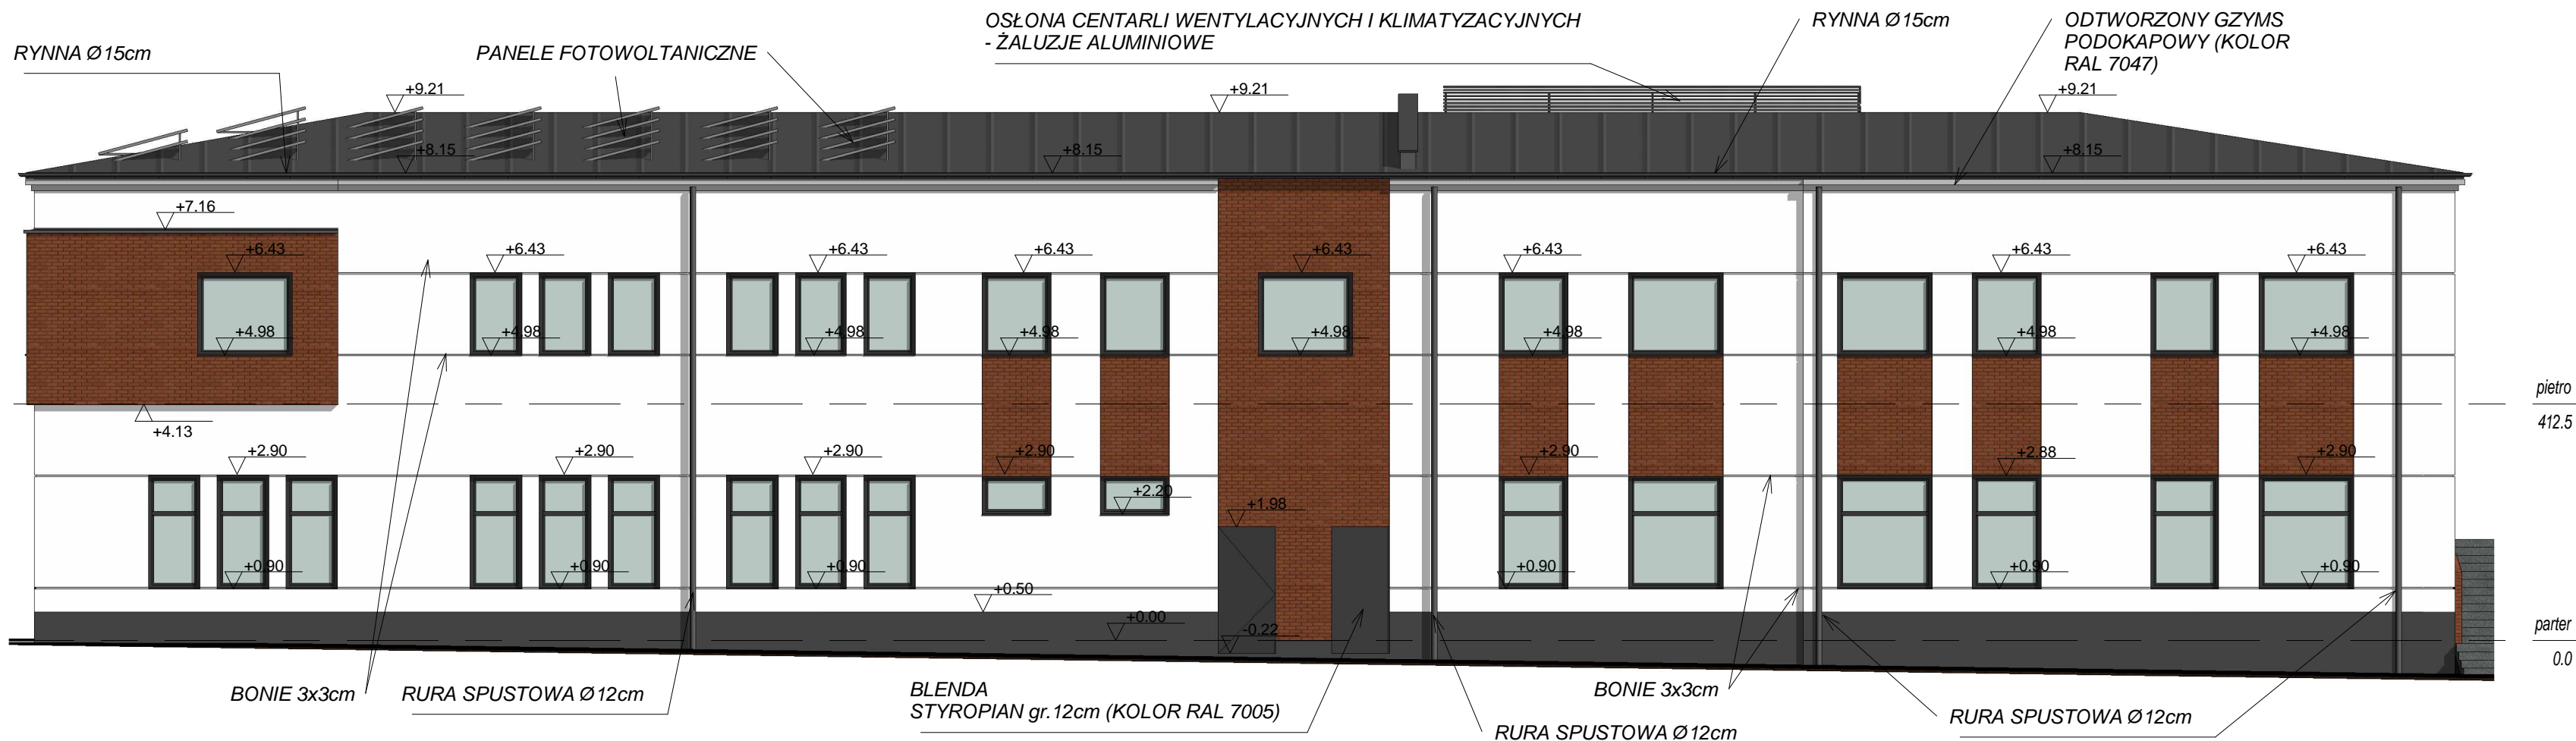 OSŁONA CENTARLI WENTYLACYJNYCH I KLIMATYZACYJNYCH
- ŻALUZJE ALUMINIOWE
RYNNA Ø15cm
ODTWORZONY GZYMS
PODOKAPOWY (KOLOR
RAL 7047)
RYNNA Ø15cm
PANELE FOTOWOLTANICZNE
+9.21
+9.21
+9.21
+8.15
+8.15
+8.15
+7.16
+6.43
+6.43
+6.43
+6.43
+6.43
+6.43
+6.43
+6.43
+4.98
+4.98
+4.98
+4.98
+4.98
+4.98
+4.98
+4.98
pietro
412.5
+4.13
+2.90
+2.90
+2.90
+2.90
+2.90
+2.88
+2.90
+2.20
+1.98
+0.90
+0.90
+0.90
+0.90
+0.90
+0.90
+0.50
+0.00
-0.22
parter
0.0
BONIE 3x3cm
RURA SPUSTOWA Ø12cm
BLENDA
STYROPIAN gr.12cm (KOLOR RAL 7005)
BONIE 3x3cm
RURA SPUSTOWA Ø12cm
RURA SPUSTOWA Ø12cm